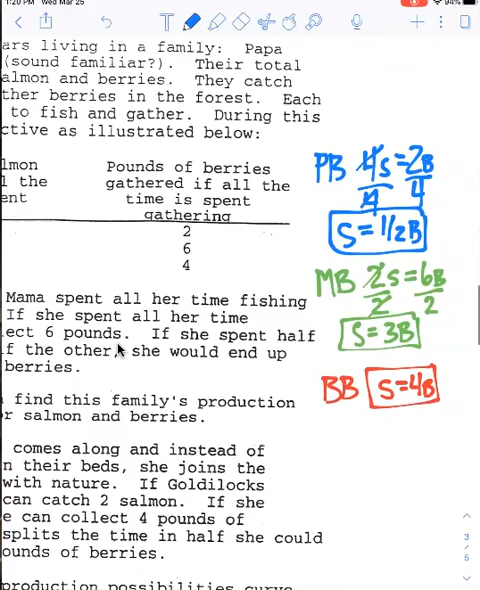 1:20 PM Wed Mar 25
94%
T
ars living in a family: Papa
(sound familiar?). Their total
almon and berries. They catch
ther berries in the forest. Each
to fish and gather. During this
ctive as illustrated below:
lmon Pounds of berries
l the gathered if all the
ent time is spent
gathering
2
6
4
PB 4S=2B
4 4
S=1/2B
MB 2S=6B
2 2
S=3B
BB S=4B
Mama spent all her time fishing
If she spent all her time
ect 6 pounds. If she spent half
f the other, she would end up
berries.
find this family's production
r salmon and berries.
comes along and instead of
n their beds, she joins the
with nature. If Goldilocks
can catch 2 salmon. If she
e can collect 4 pounds of
splits the time in half she could
ounds of berries.
production possibilities curve
3
/
5